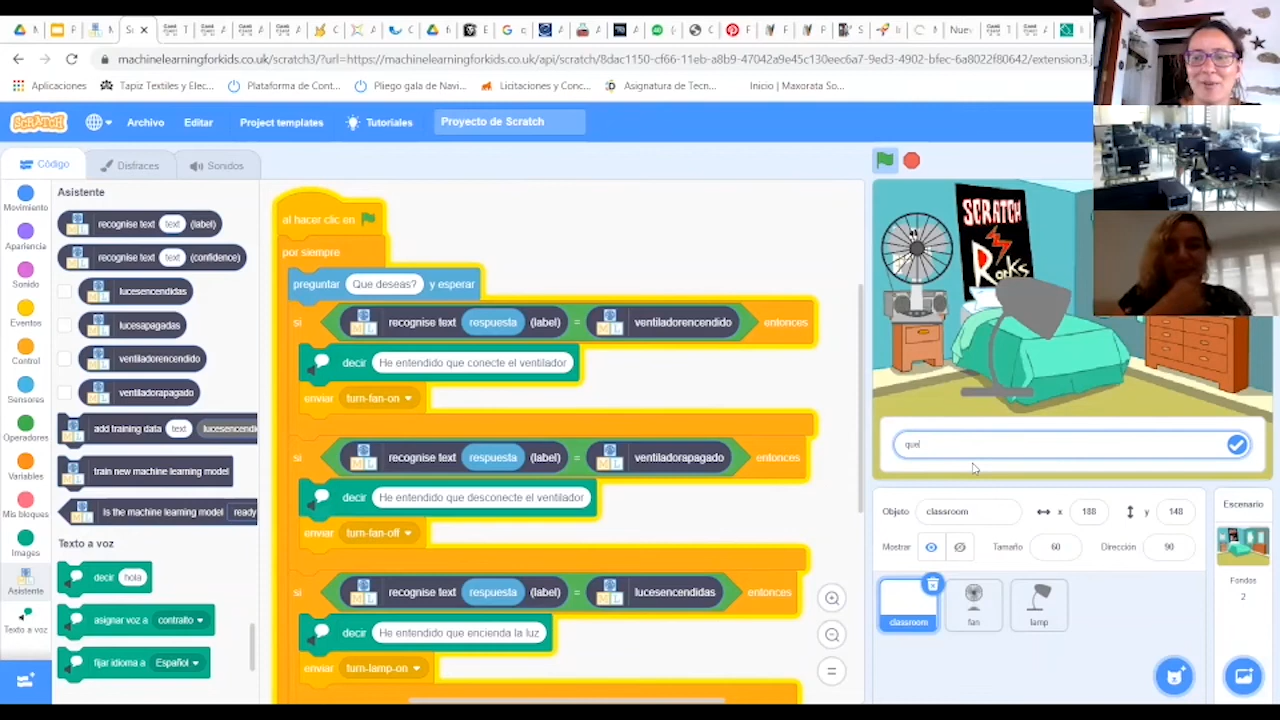 machinelearningforkids.co.uk/scratch3/?url=https://machinelearningforkids.co.uk/api/scratch/8dac1150-cf66-11eb-a8b9-47042a9e45c130eec6a7-9ed3-4902-bfec-6a8022f80642/extension3.j
Aplicaciones
Tapiz Textiles y Elec...
Plataforma de Cont...
Pliego gala de Navi...
Licitaciones y Conc...
Asignatura de Tecn...
Inicio | Maxorata So...
SCRATCH
Archivo
Editar
Project templates
Tutoriales
Proyecto de Scratch
Código
Disfraces
Sonidos
Movimiento
Apariencia
Sonido
Eventos
Control
Sensores
Operadores
Variables
Mis bloques
Images
Asistente
Texto a voz
Asistente
recognise text text (label)
recognise text text (confidence)
lucesencendidas
lucesapagadas
ventiladorencendido
ventiladorapagado
add training data text lucesencendi
train new machine learning model
Is the machine learning model ready
Texto a voz
decir hola
asignar voz a contralto
fijar idioma a Español
al hacer clic en
por siempre
preguntar Que deseas? y esperar
si recognise text respuesta (label) = ventiladorencendido entonces
decir He entendido que conecte el ventilador
enviar turn-fan-on
si recognise text respuesta (label) = ventiladorapagado entonces
decir He entendido que desconecte el ventilador
enviar turn-fan-off
si recognise text respuesta (label) = lucesencendidas entonces
decir He entendido que encienda la luz
enviar turn-lamp-on
SCRATCH
Rocks
quel
Objeto classroom x 188 y 148
Mostrar Tamaño 60 Dirección 90
classroom
fan
lamp
Escenario
Fondos
2